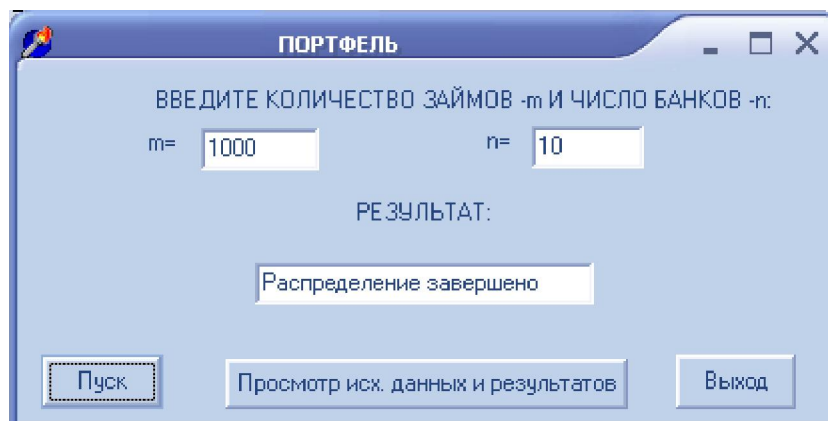 ПОРТФЕЛЬ
ВВЕДИТЕ КОЛИЧЕСТВО ЗАЙМОВ -m И ЧИСЛО БАНКОВ -n:
m= 1000 n= 10
РЕЗУЛЬТАТ:
Распределение завершено
Пуск Просмотр исх. данных и результатов Выход